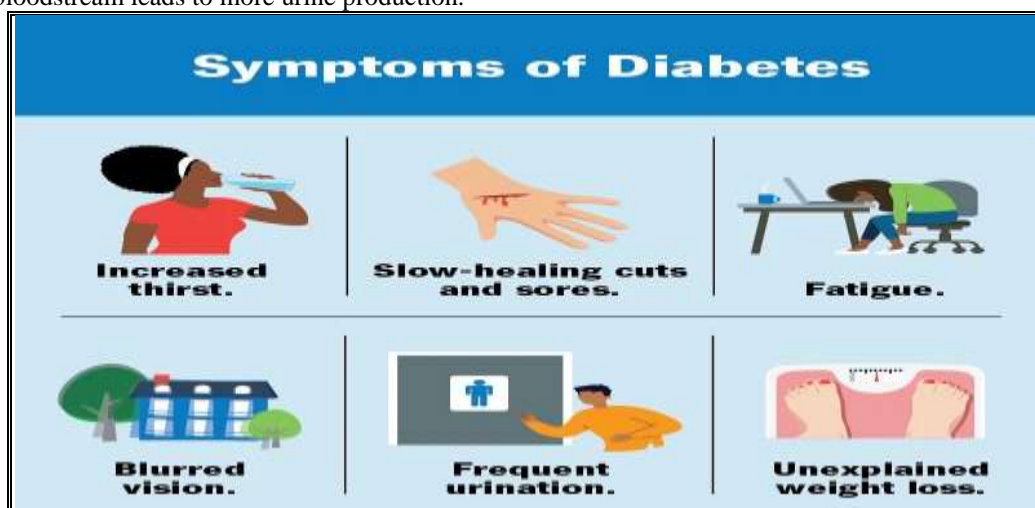 bloodstream leads to more urine production.
Symptoms of Diabetes
Increased
thirst.
Slow-healing cuts
and sores.
Fatigue.
Blurred
vision.
Frequent
urination.
Unexplained
weight loss.